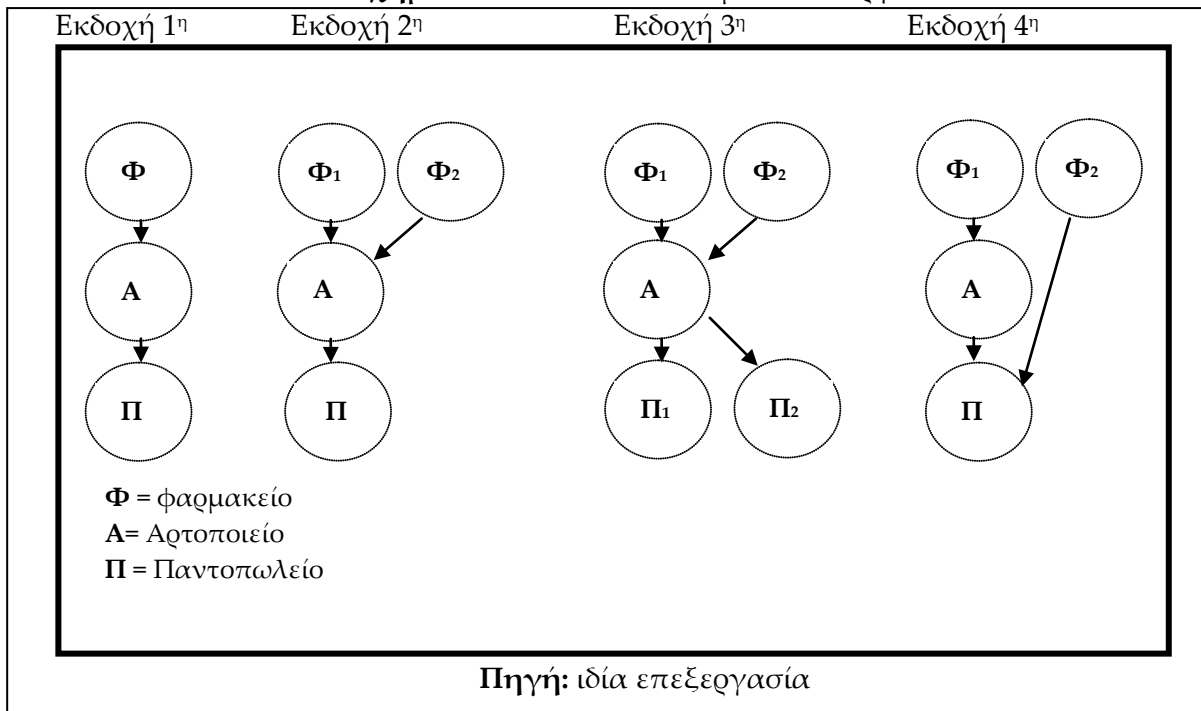 Εκδοχή 1η Εκδοχή 2η Εκδοχή 3η Εκδοχή 4η
Φ Φ1 Φ2 Φ1 Φ2 Φ1 Φ2
Α Α Α Α
Π Π Π1 Π2 Π
Φ = φαρμακείο
Α= Αρτοποιείο
Π = Παντοπωλείο
Πηγή: ιδία επεξεργασία